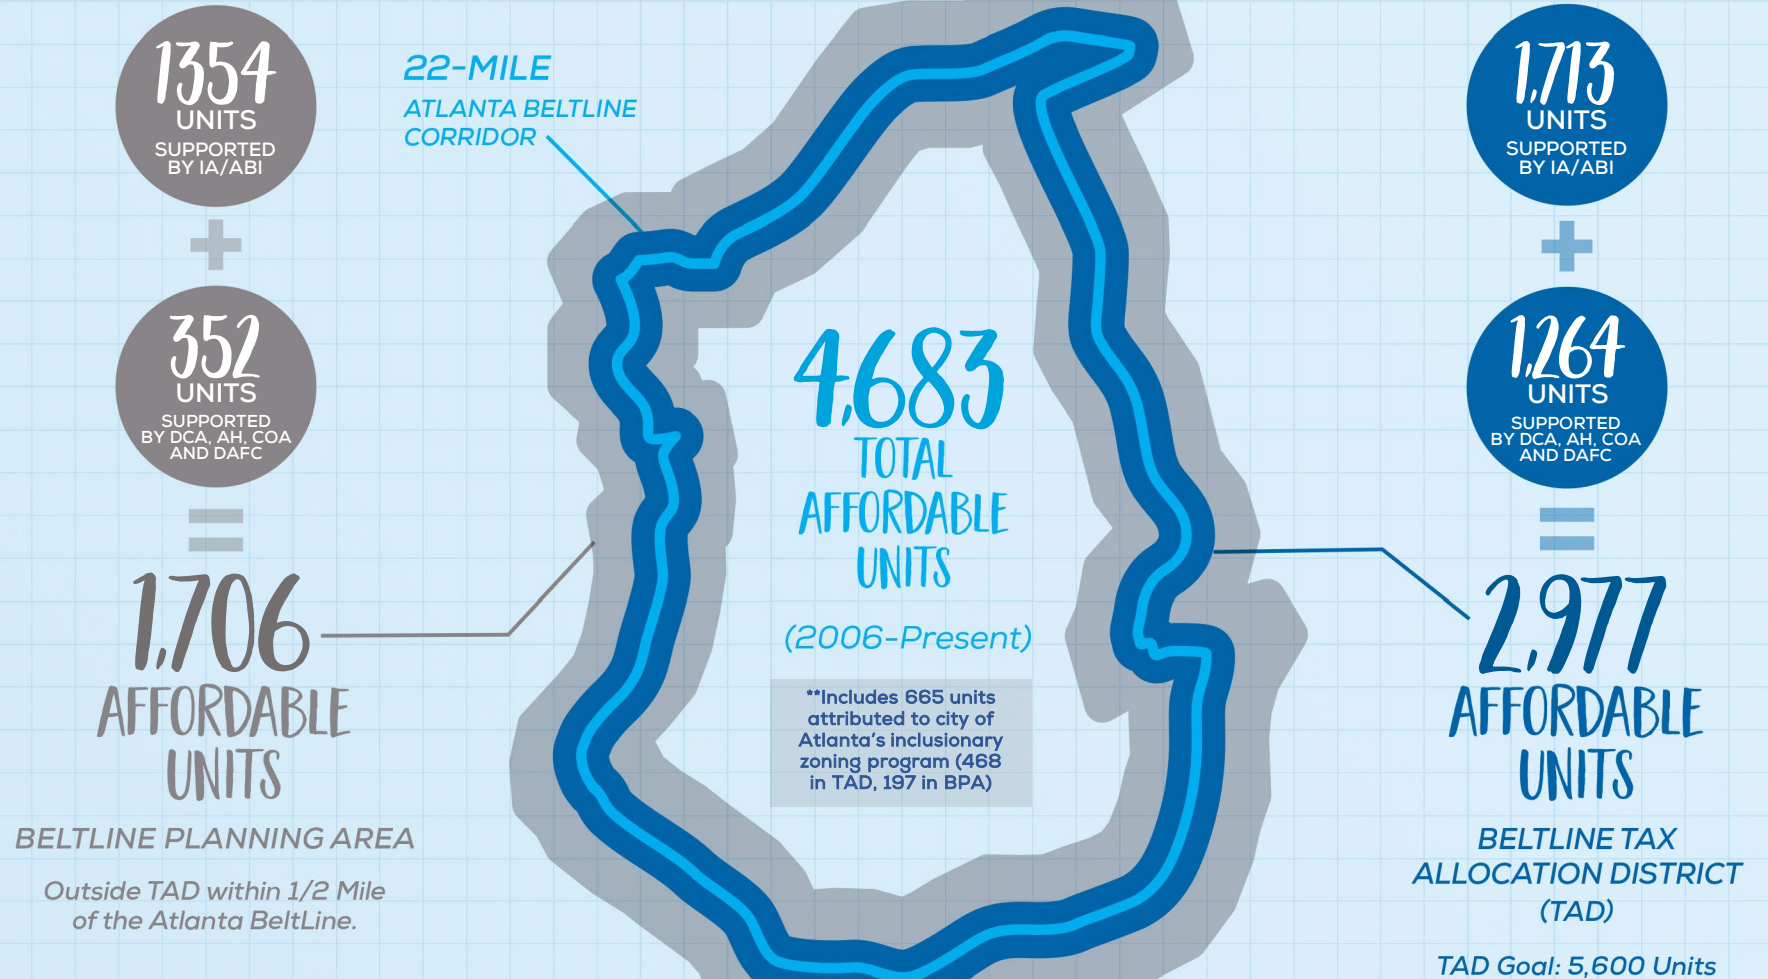 1354
UNITS
SUPPORTED
BY IA/ABI
+
352
UNITS
SUPPORTED
BY DCA, AH, COA
AND DAFC
=
1,706
AFFORDABLE
UNITS
BELTLINE PLANNING AREA
Outside TAD within 1/2 Mile
of the Atlanta BeltLine.
22-MILE
ATLANTA BELTLINE
CORRIDOR
4,683
TOTAL
AFFORDABLE
UNITS
(2006-Present)
**Includes 665 units
attributed to city of
Atlanta's inclusionary
zoning program (468
in TAD, 197 in BPA)
1,713
UNITS
SUPPORTED
BY IA/ABI
+
1,264
UNITS
SUPPORTED
BY DCA, AH, COA
AND DAFC
=
2,977
AFFORDABLE
UNITS
BELTLINE TAX
ALLOCATION DISTRICT
(TAD)
TAD Goal: 5,600 Units